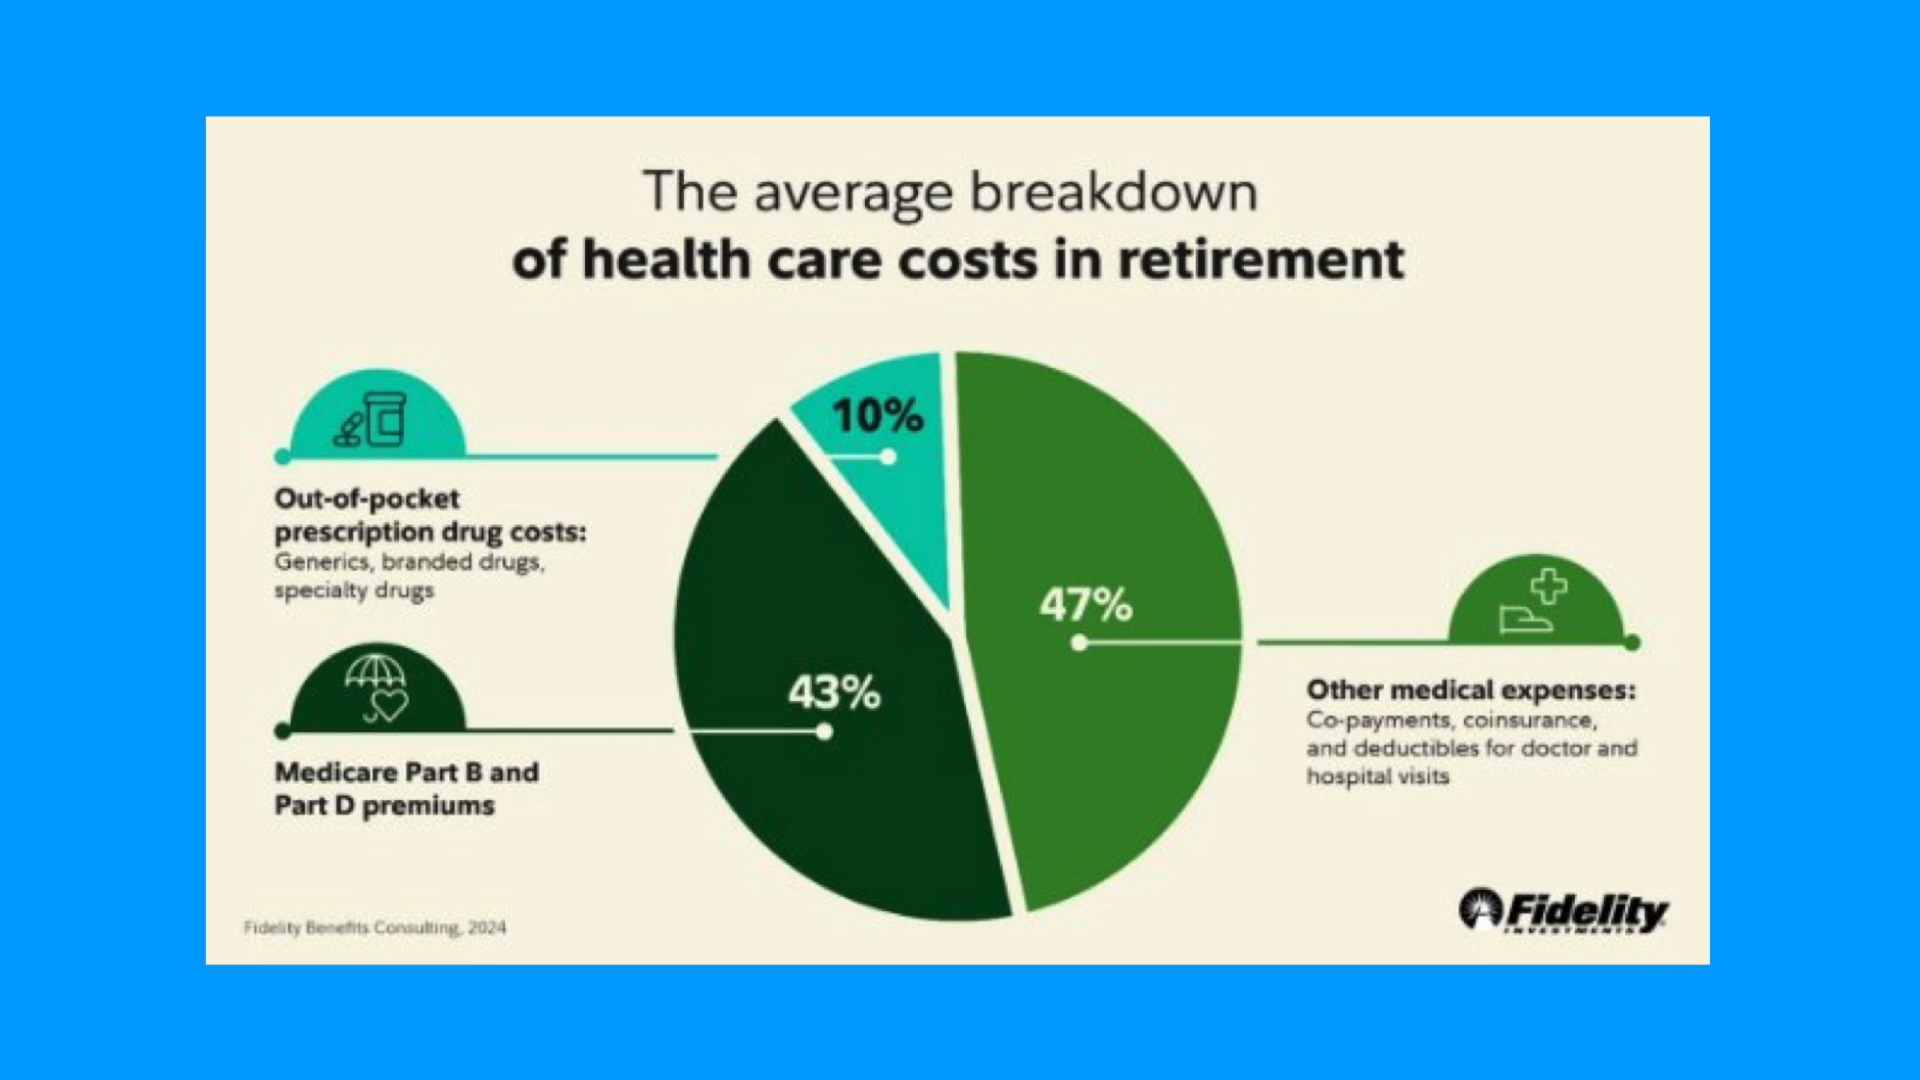 The average breakdown
of health care costs in retirement
10%
Out-of-pocket
prescription drug costs:
Generics, branded drugs,
specialty drugs
47%
43%
Medicare Part B and
Part D premiums
Other medical expenses:
Co-payments, coinsurance,
and deductibles for doctor and
hospital visits
Fidelity Benefits Consulting, 2024
Fidelity
INVESTMENTS